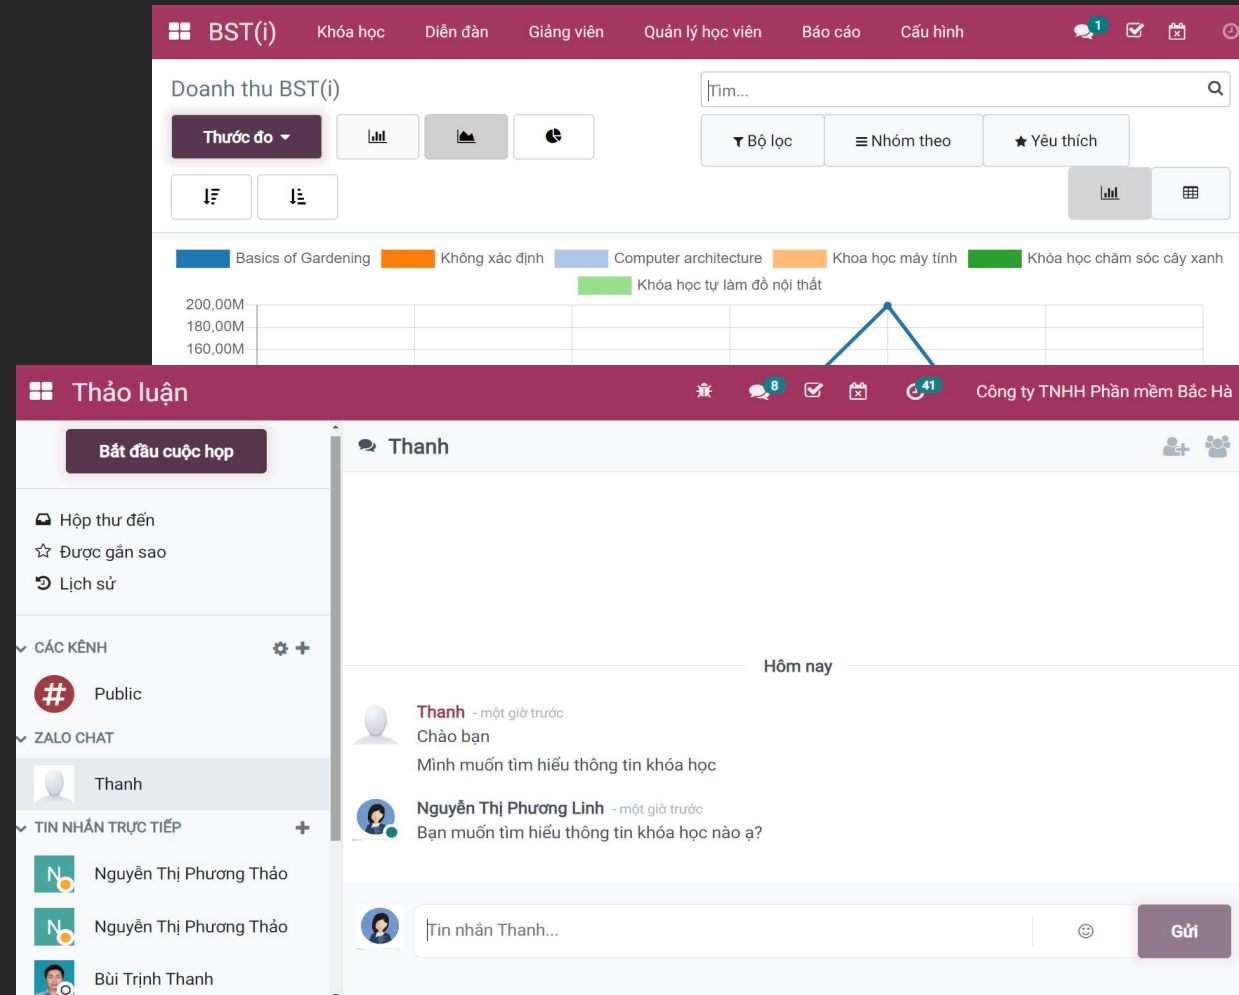 BST(i) Khóa học Diễn đàn Giảng viên Quản lý học viên Báo cáo Cấu hình 1
Doanh thu BST(i)
Tìm...
Thước đo
Bộ lọc Nhóm theo Yêu thích
Basics of Gardening Không xác định Computer architecture Khoa học máy tính Khóa học chăm sóc cây xanh
Khóa học tự làm đồ nội thất
200,00M
180,00M
160,00M
Thảo luận 8 41 Công ty TNHH Phần mềm Bắc Hà
Bắt đầu cuộc họp
Thanh
Hộp thư đến
Được gắn sao
Lịch sử
CÁC KÊNH
Public
ZALO CHAT
Thanh
TIN NHẮN TRỰC TIẾP
N Nguyễn Thị Phương Thảo
N Nguyễn Thị Phương Thảo
Bùi Trịnh Thanh
Hôm nay
Thanh - một giờ trước
Chào bạn
Mình muốn tìm hiểu thông tin khóa học
Nguyễn Thị Phương Linh - một giờ trước
Bạn muốn tìm hiểu thông tin khóa học nào ạ?
Tin nhắn Thanh...
Gửi